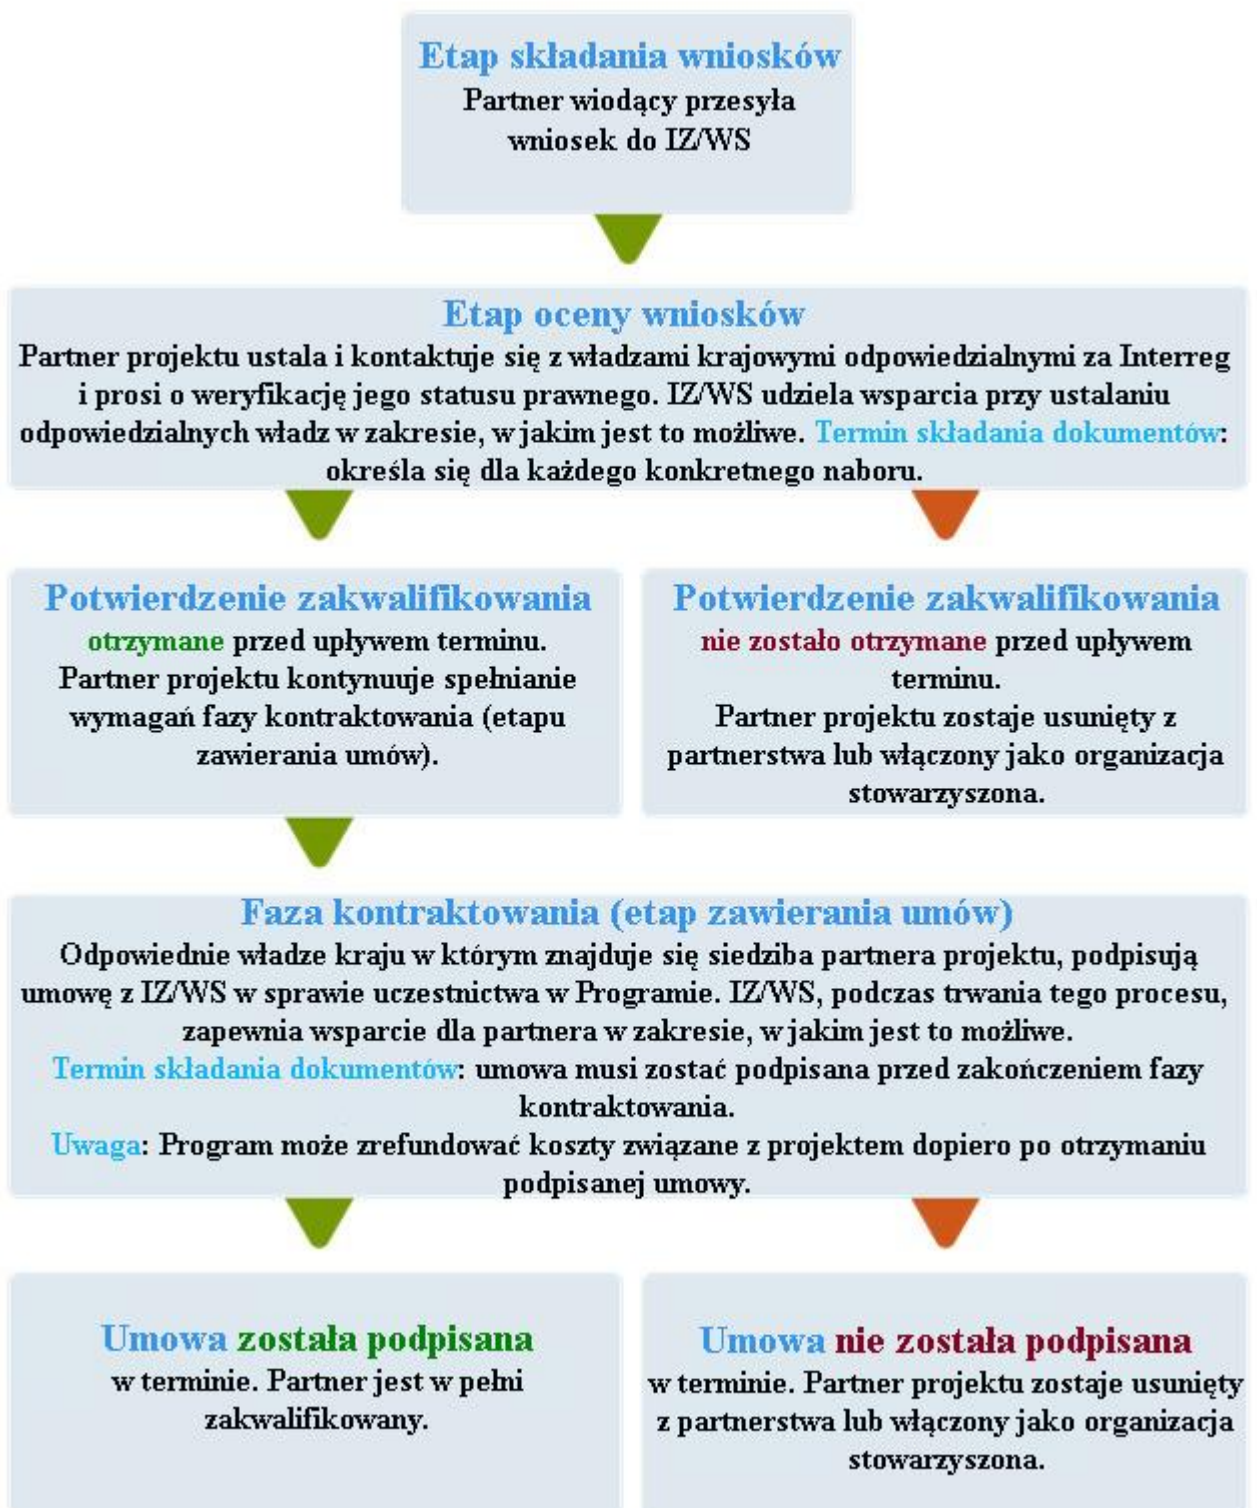 Etap składania wniosków
Partner wiodący przesyła
wniosek do IZ/WS
Etap oceny wniosków
Partner projektu ustala i kontaktuje się z władzami krajowymi odpowiedzialnymi za Interreg
i prosi o weryfikację jego statusu prawnego. IZ/WS udziela wsparcia przy ustalaniu
odpowiedzialnych władz w zakresie, w jakim jest to możliwe. Termin składania dokumentów:
określa się dla każdego konkretnego naboru.
Potwierdzenie zakwalifikowania
otrzymane przed upływem terminu.
Partner projektu kontynuuje spełnianie
wymagań fazy kontraktowania (etapu
zawierania umów).
Potwierdzenie zakwalifikowania
nie zostało otrzymane przed upływem
terminu.
Partner projektu zostaje usunięty z
partnerstwa lub włączony jako organizacja
stowarzyszona.
Faza kontraktowania (etap zawierania umów)
Odpowiednie władze kraju w którym znajduje się siedziba partnera projektu, podpisują
umowę z IZ/WS w sprawie uczestnictwa w Programie. IZ/WS, podczas trwania tego procesu,
zapewnia wsparcie dla partnera w zakresie, w jakim jest to możliwe.
Termin składania dokumentów: umowa musi zostać podpisana przed zakończeniem fazy
kontraktowania.
Uwaga: Program może zrefundować koszty związane z projektem dopiero po otrzymaniu
podpisanej umowy.
Umowa została podpisana
w terminie. Partner jest w pełni
zakwalifikowany.
Umowa nie została podpisana
w terminie. Partner projektu zostaje usunięty
z partnerstwa lub włączony jako organizacja
stowarzyszona.